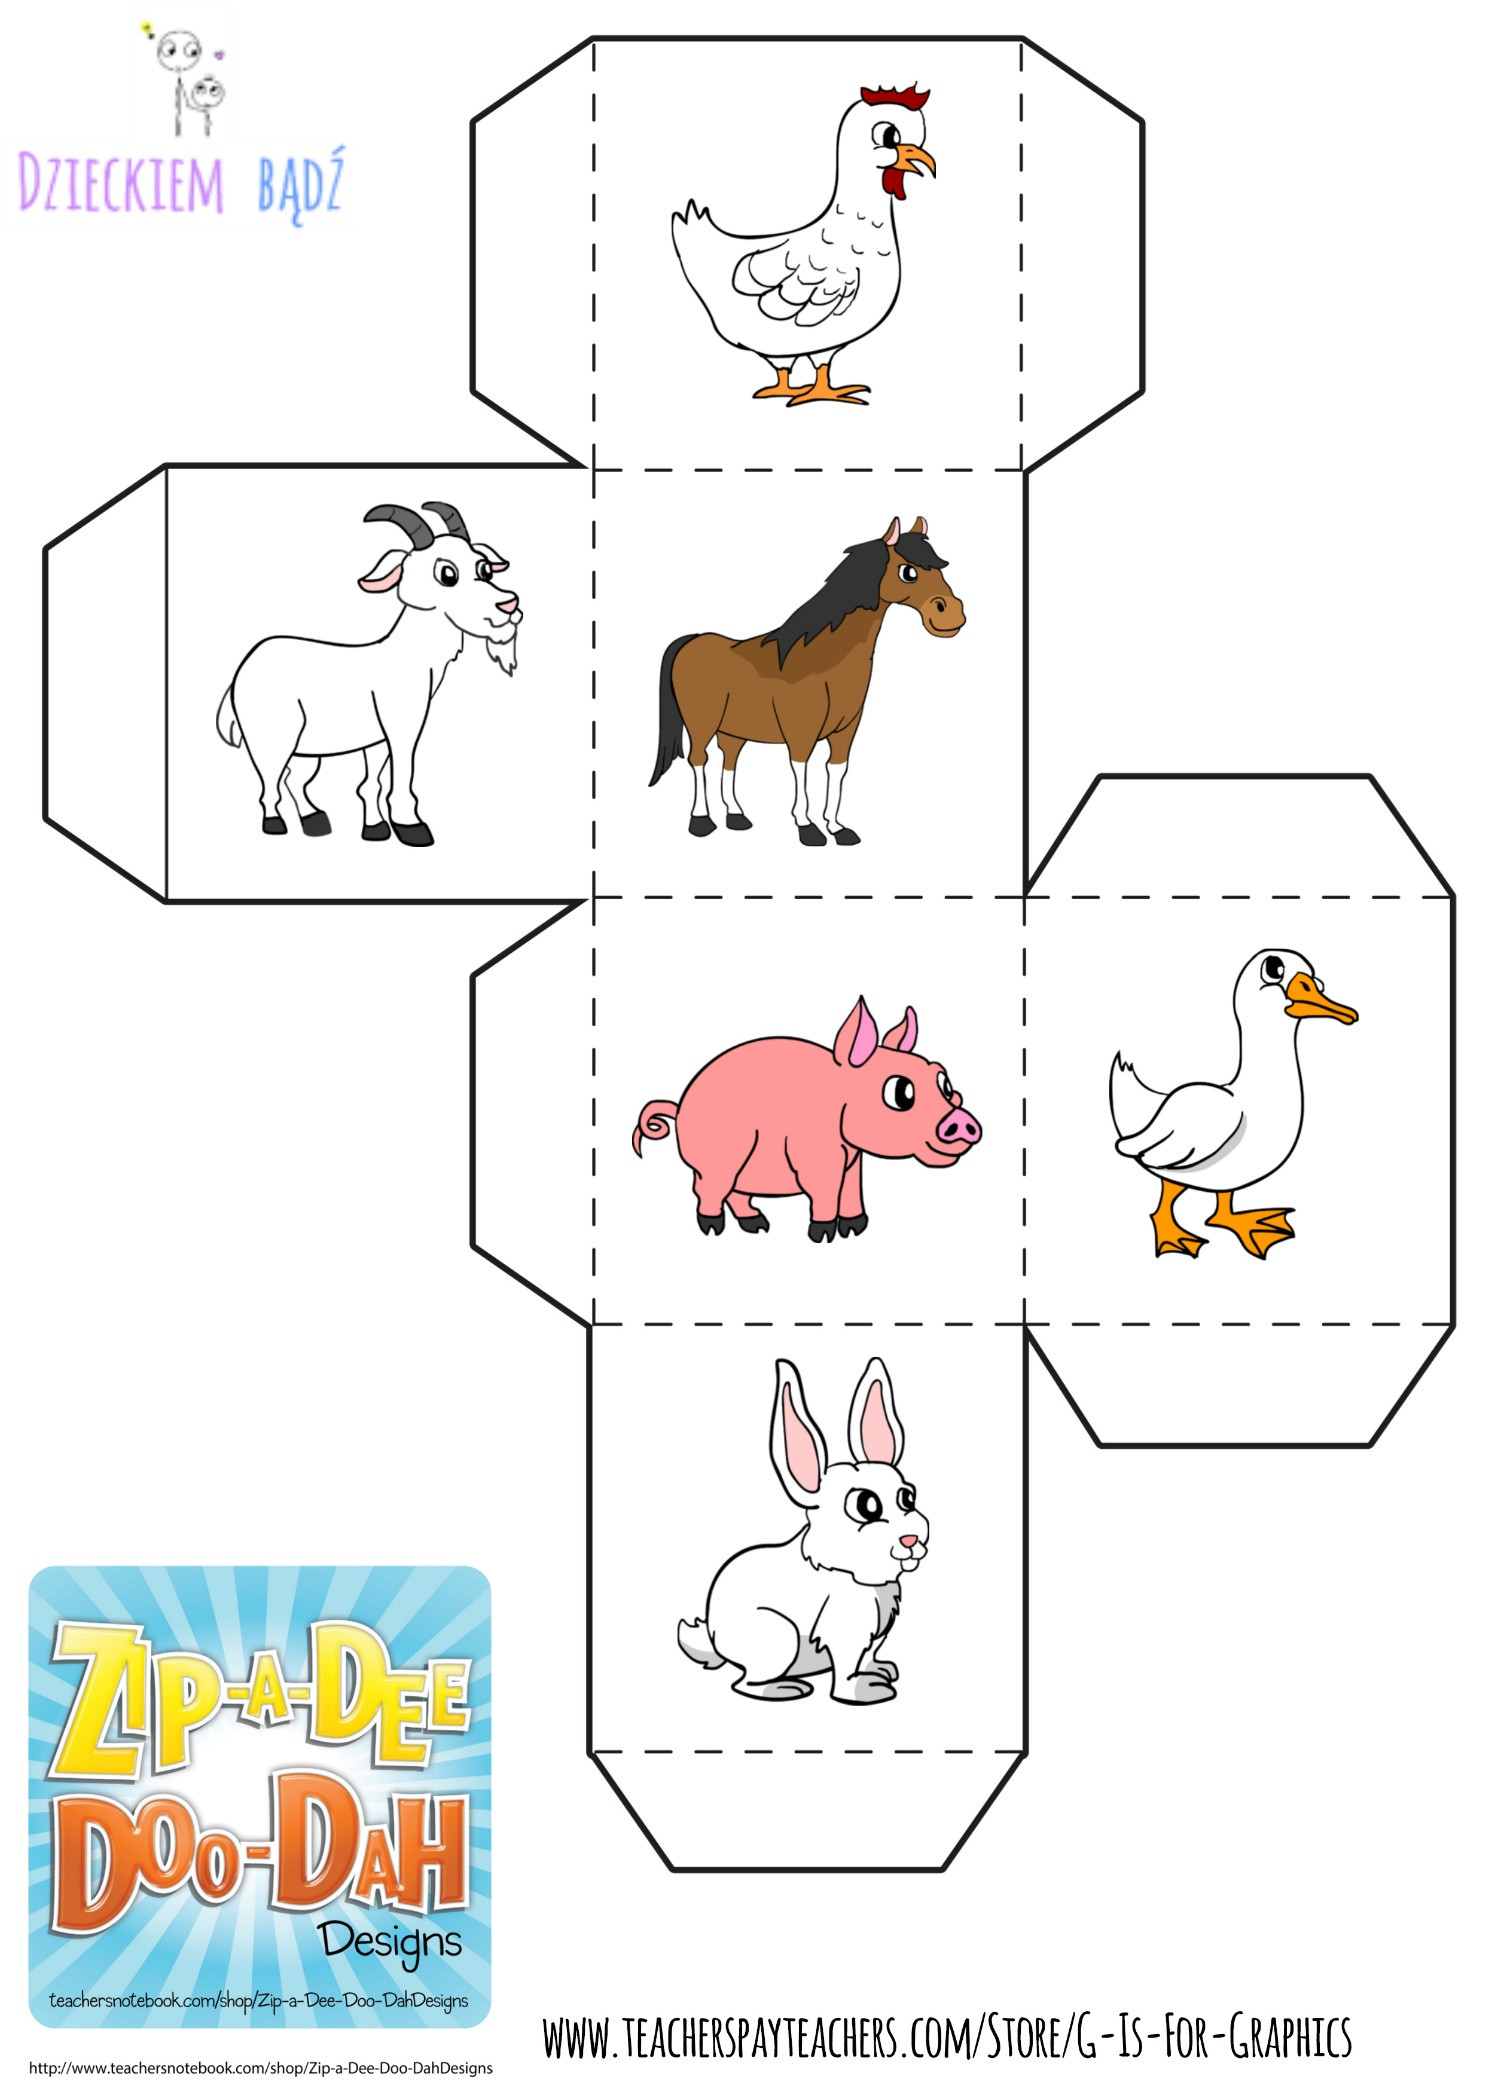 Dzieckiem bądź
Zip-A-Dee
Doo-Dah
Designs
teachersnotebook.com/shop/Zip-a-Dee-Doo-DahDesigns
http://www.teachersnotebook.com/shop/Zip-a-Dee-Doo-DahDesigns
www.teacherspayteachers.com/Store/G-Is-For-Graphics